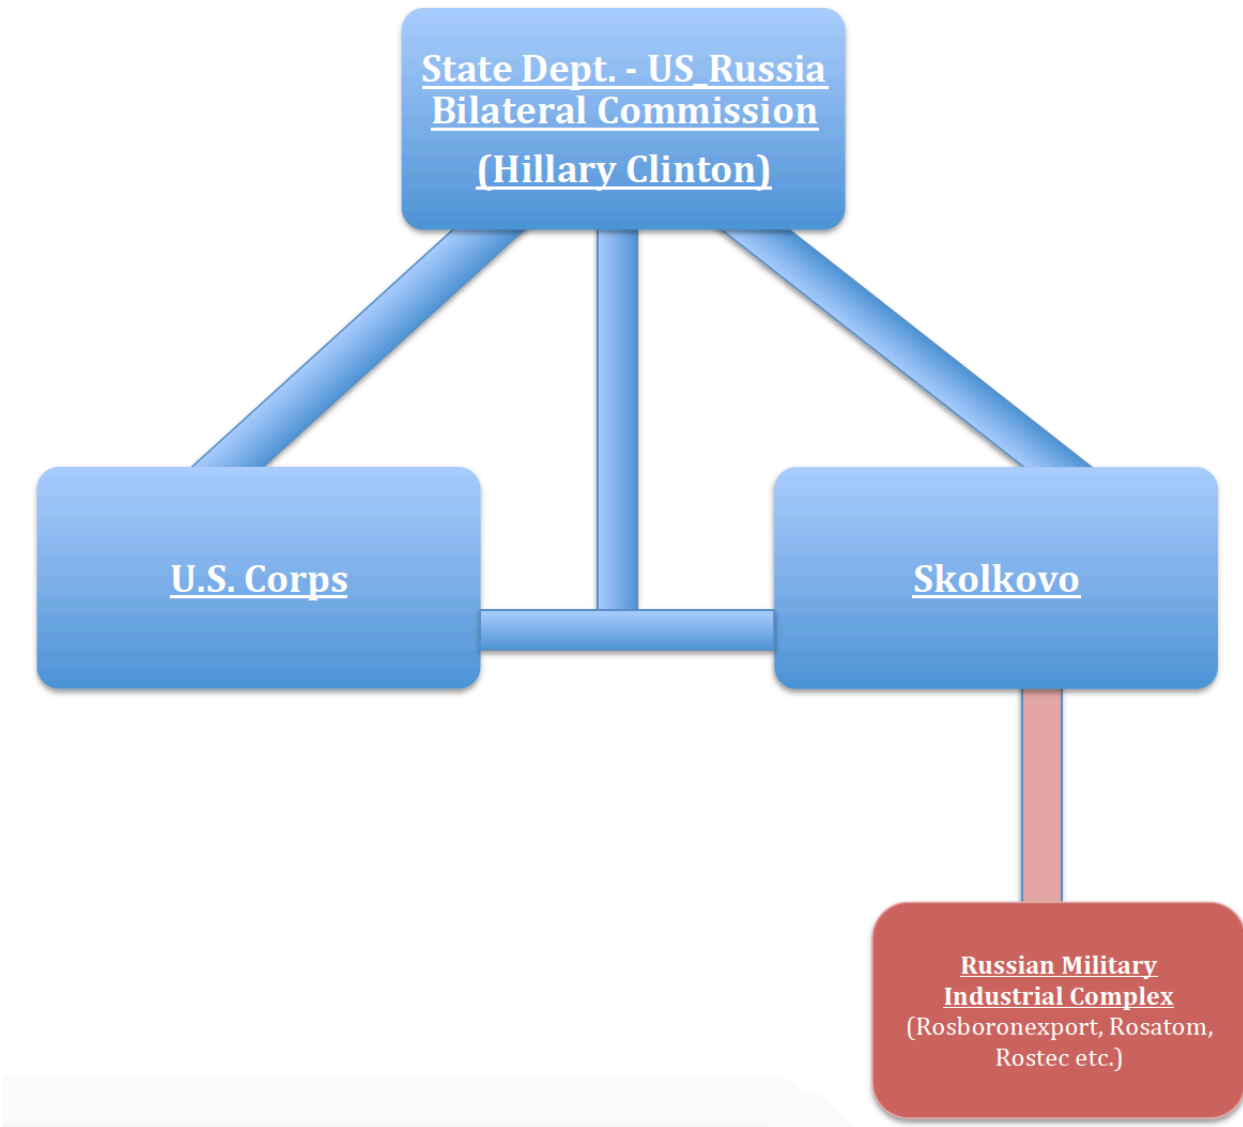 State Dept. - US_Russia
Bilateral Commission
(Hillary Clinton)
U.S. Corps
Skolkovo
Russian Military
Industrial Complex
(Rosboronexport, Rosatom,
Rostec etc.)